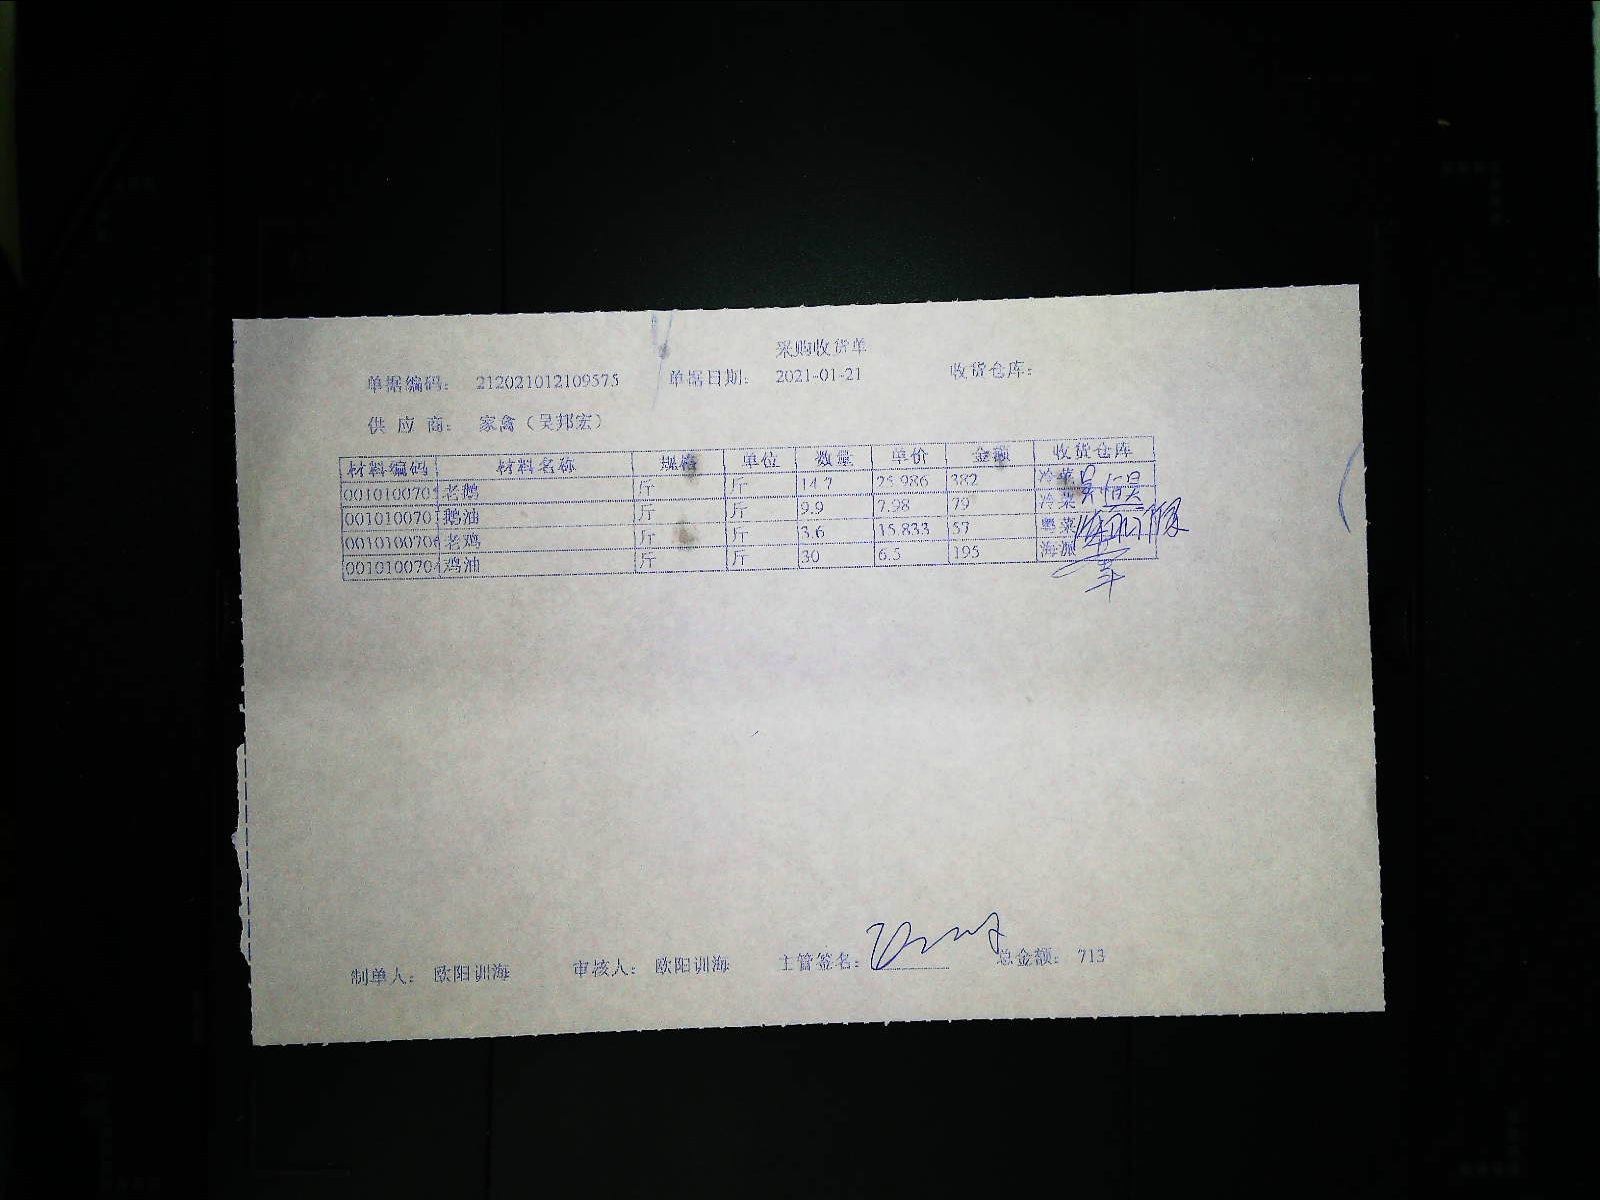 采购收货单
单据编码: 212021012109575 单据日期: 2021-01-21 收货仓库:
供 应 商: 家禽（吴邦宏）
材料编码 材料名称 规格 单位 数量 单价 金额 收货仓库
0010100705 老鹅 斤 斤 14.7 25.986 382 冷菜
001010070 鹅油 斤 斤 9.9 7.98 79 冷菜
0010100706 老鸡 斤 斤 3.6 15.833 57 粤菜
0010100704 鸡油 斤 斤 30 6.5 195 海派
制单人: 欧阳训海 审核人: 欧阳训海 主管签名: 总金额: 713